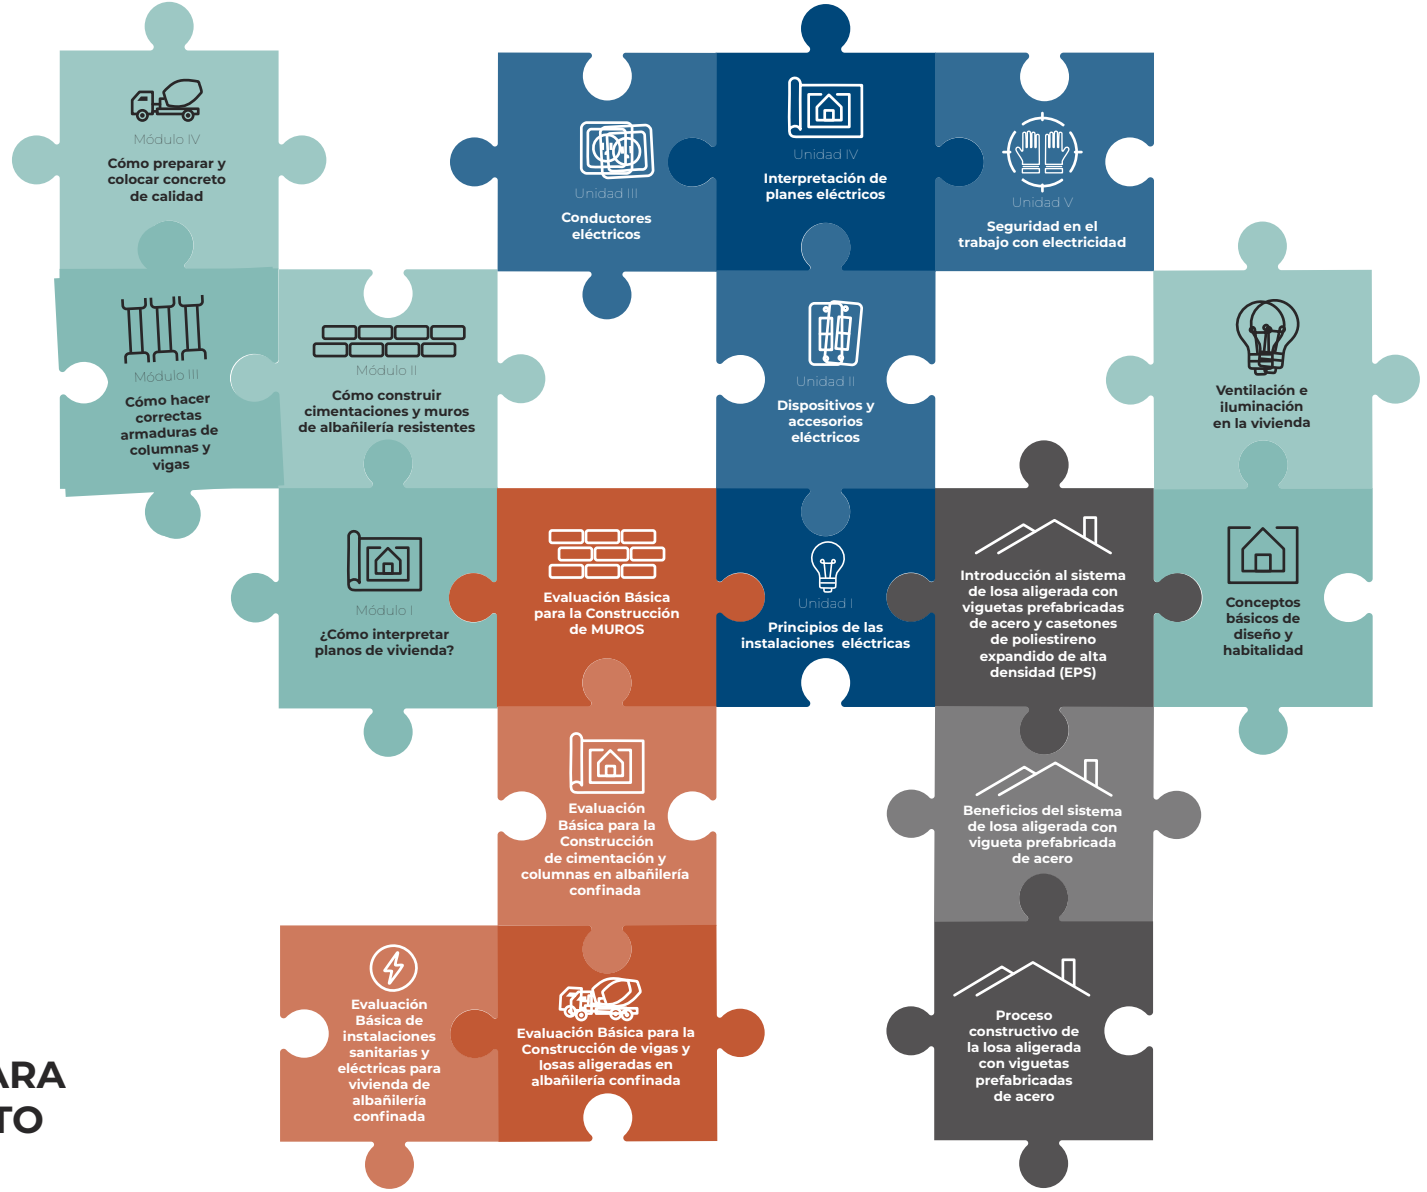 Módulo IV
Cómo preparar y
colocar concreto
de calidad
Unidad III
Conductores
eléctricos
Unidad IV
Interpretación de
planes eléctricos
Unidad V
Seguridad en el
trabajo con electricidad
Módulo III
Cómo hacer
correctas
armaduras de
columnas y
vigas
Módulo II
Cómo construir
cimentaciones y muros
de albañilería resistentes
Unidad II
Dispositivos y
accesorios
eléctricos
Ventilación e
iluminación
en la vivienda
Módulo I
¿Cómo interpretar
planos de vivienda?
Evaluación Básica
para la Construcción
de MUROS
Unidad I
Principios de las
instalaciones eléctricas
Introducción al sistema
de losa aligerada con
viguetas prefabricadas
de acero y casetones
de poliestireno
expandido de alta
densidad (EPS)
Conceptos
básicos de
diseño y
habitalidad
Evaluación
Básica para la
Construcción
de cimentación y
columnas en albañilería
confinada
Beneficios del sistema
de losa aligerada con
vigueta prefabricada
de acero
Evaluación
Básica de
instalaciones
sanitarias y
eléctricas para
vivienda de
albañilería
confinada
Evaluación Básica para la
Construcción de vigas y
losas aligeradas en
albañilería confinada
Proceso
constructivo de
la losa aligerada
con viguetas
prefabricadas
de acero
ARA
TO